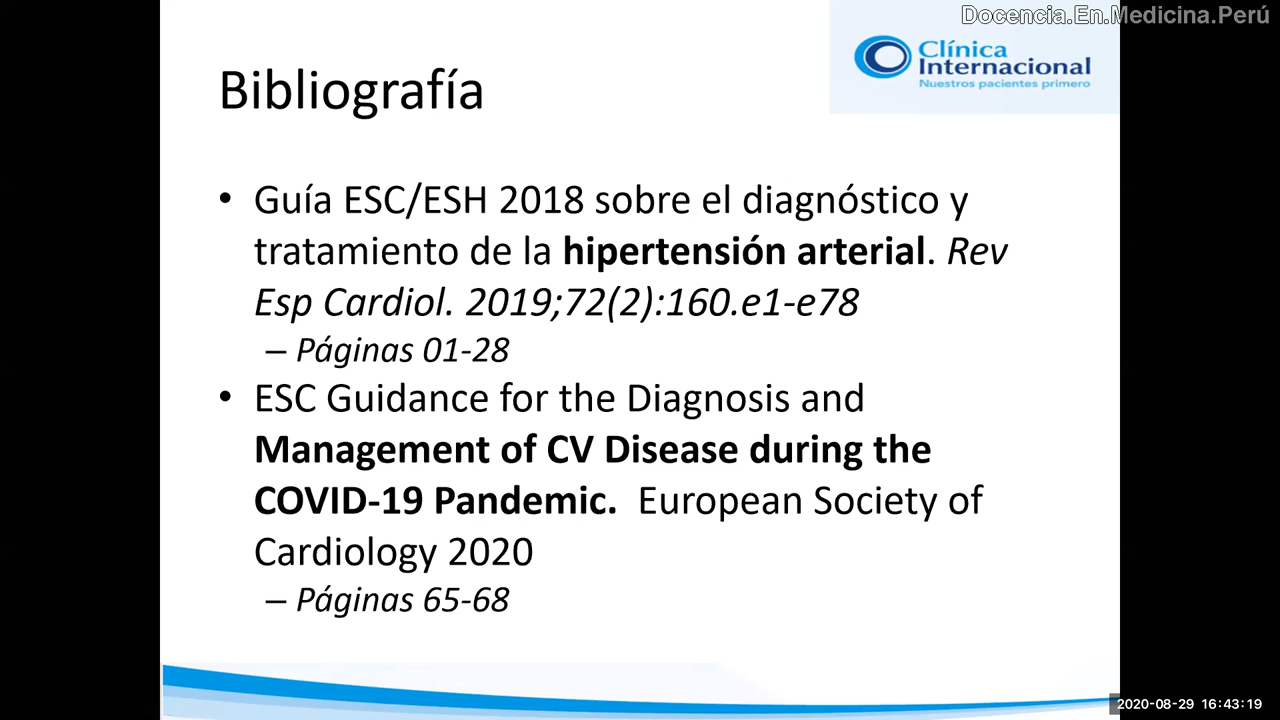 Docencia.En.Medicina.Perú
Clínica
Internacional
Nuestros pacientes primero
Bibliografía
• Guía ESC/ESH 2018 sobre el diagnóstico y
tratamiento de la hipertensión arterial. Rev
Esp Cardiol. 2019;72(2):160.e1-e78
– Páginas 01-28
• ESC Guidance for the Diagnosis and
Management of CV Disease during the
COVID-19 Pandemic.  European Society of
Cardiology 2020
– Páginas 65-68
2020-08-29 16:43:19